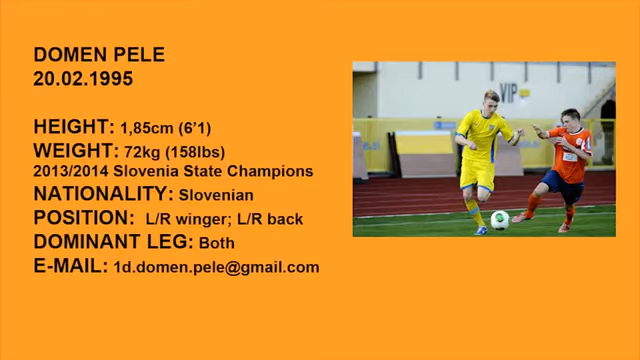 DOMEN PELE
20.02.1995
HEIGHT: 1,85cm (6'1)
WEIGHT: 72kg (158lbs)
2013/2014 Slovenia State Champions
NATIONALITY: Slovenian
POSITION: L/R winger; L/R back
DOMINANT LEG: Both
E-MAIL: 1d.domen.pele@gmail.com
VIP